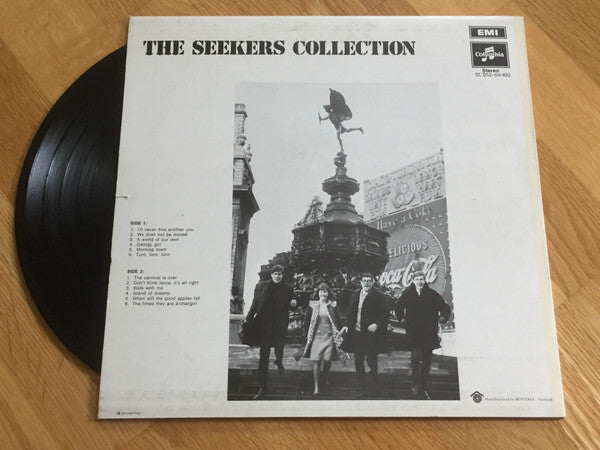 THE SEEKERS COLLECTION
EMI
Columbia
Stereo
5C 052-04492
Have a Coke
DELICIOUS
Coca-Cola
SIDE 1:
1. I'll never find another you
2. We shall not be moved
3. A world of our own
4. Georgy girl
5. Morning town
6. Turn, turn, turn
SIDE 2:
1. The carnival is over
2. Don't think twice, it's all right
3. Walk with me
4. Island of dreams
5. When will the good apples fall
6. The times they are a'changin'
Manufactured by BOVEMA